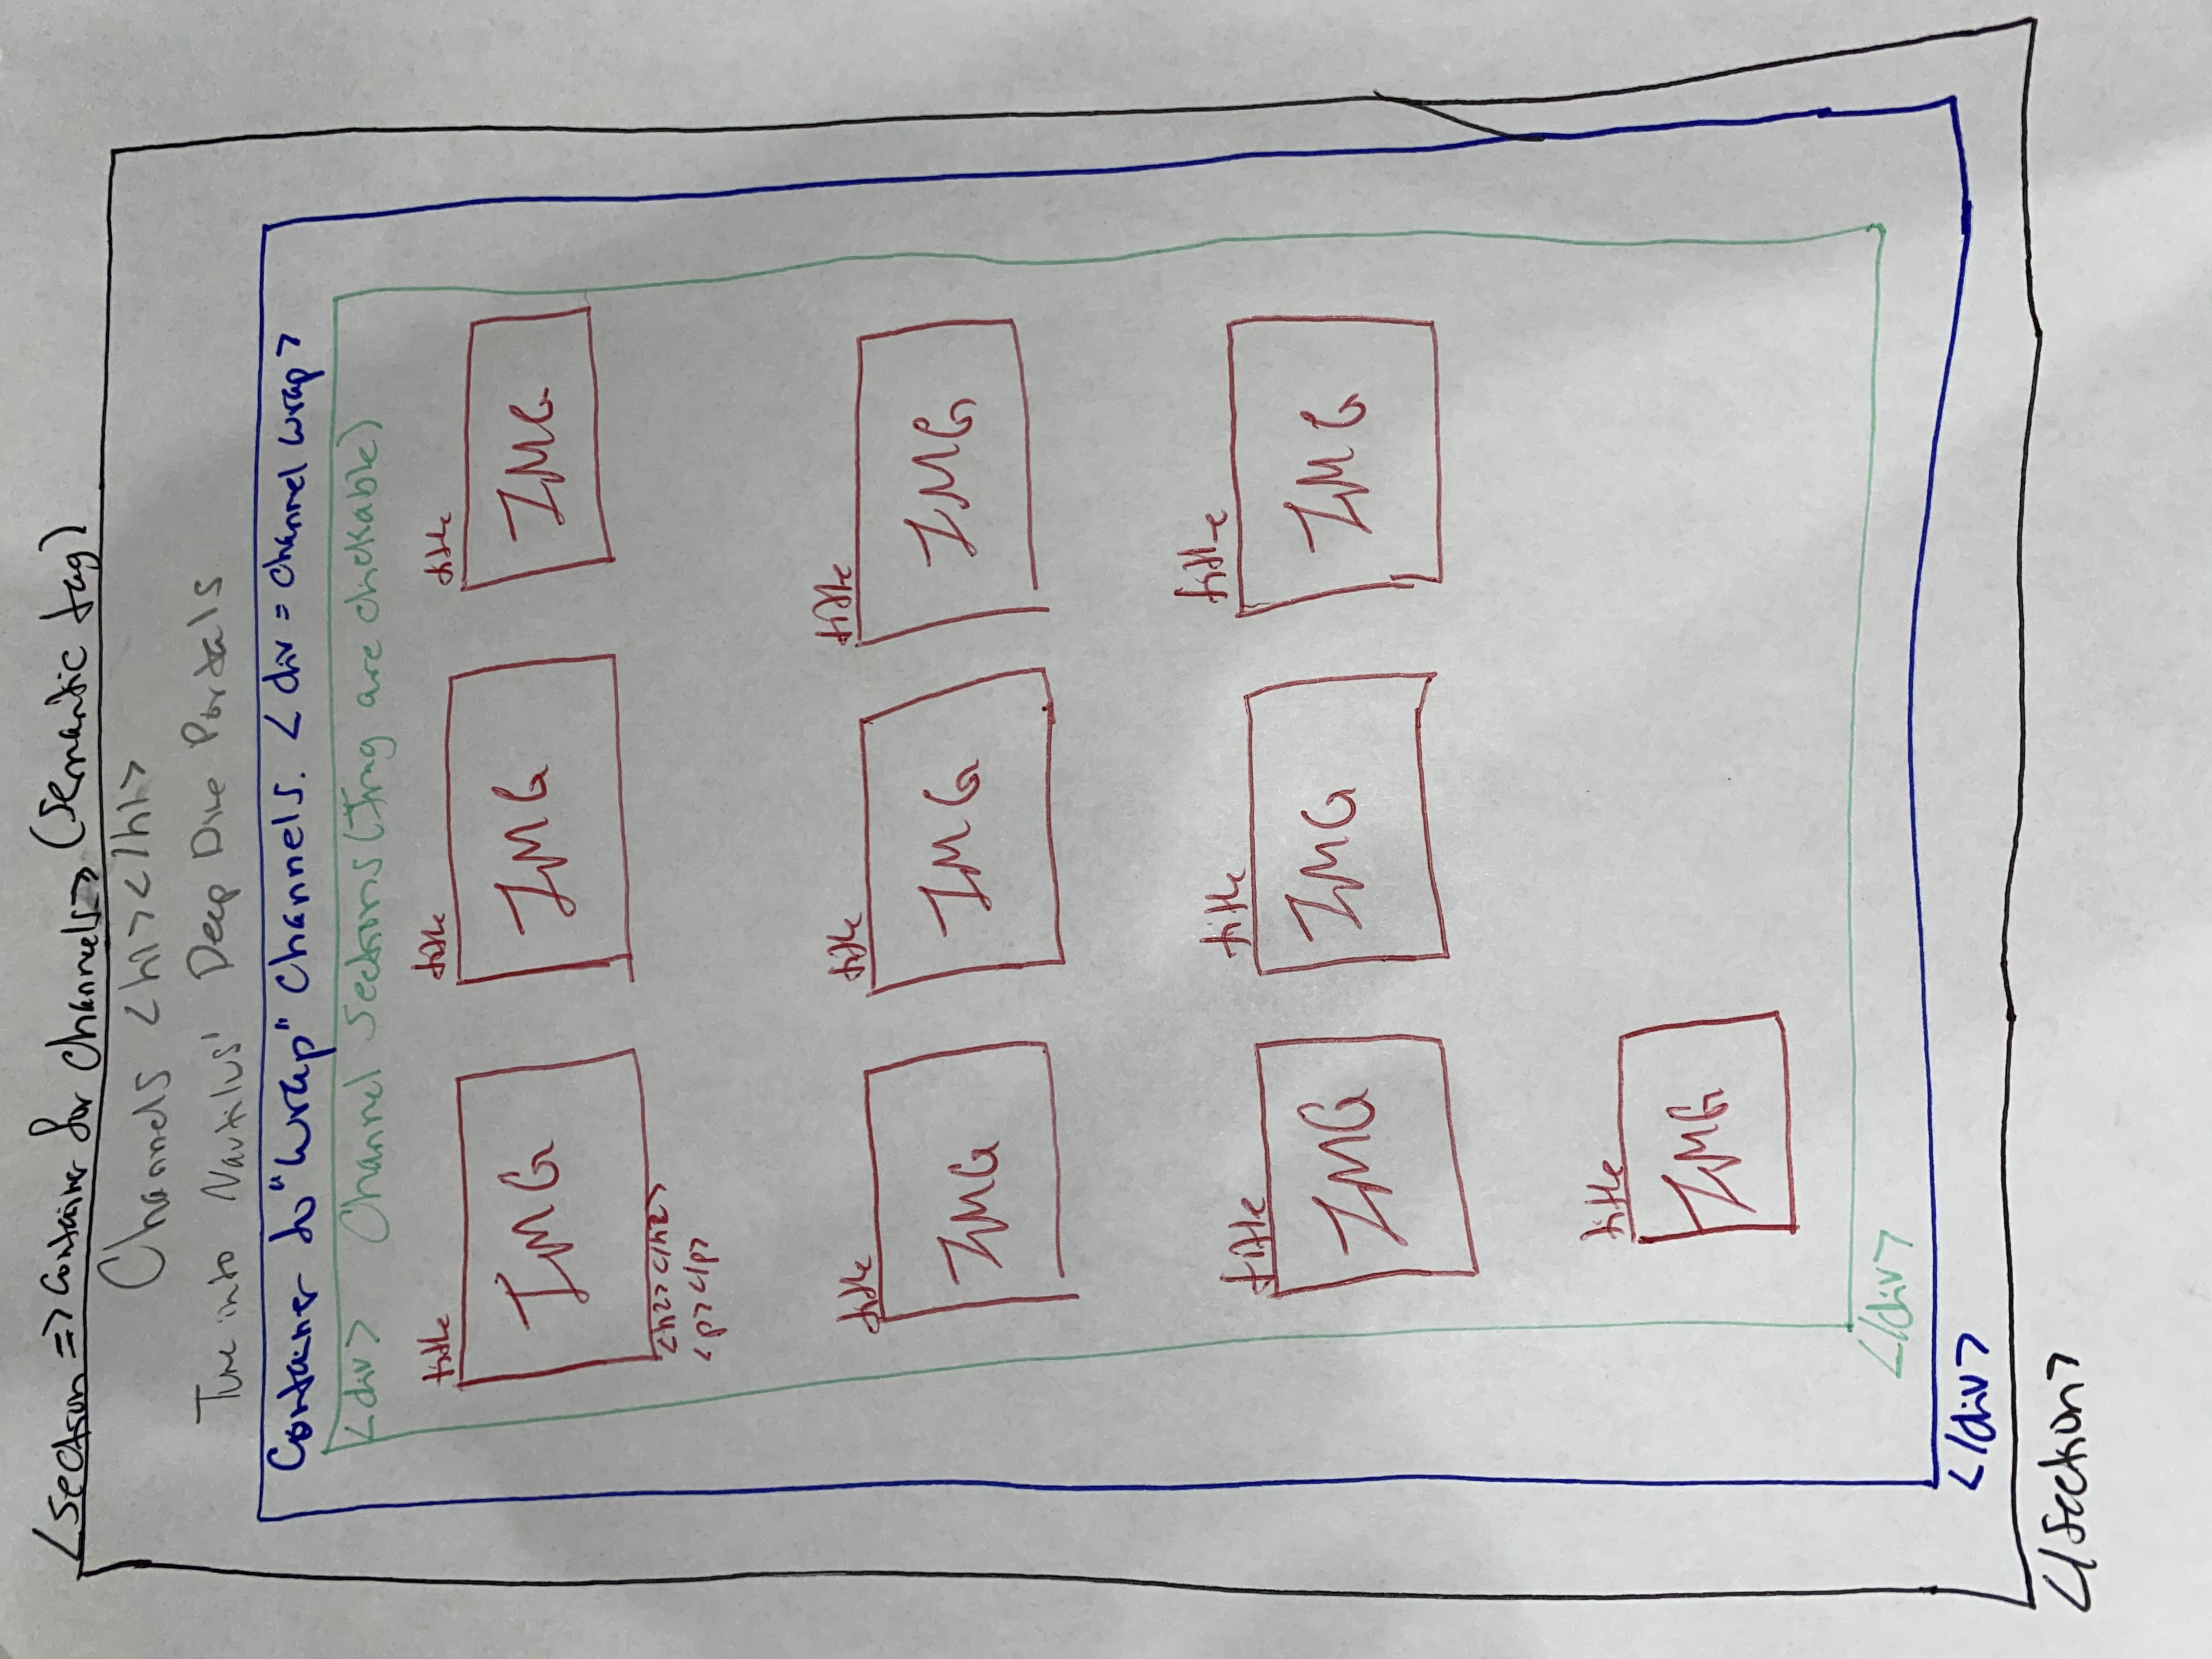 <section => Container for Channels => (Semantic tag)
Channels <h1></h1>
Tune into Nautilus' Deep Dive Portals
Container to "Wrap" Channels. <div = channel wrap>
<div> Channel Sections (Img are clickable)
title title title
IMG IMG IMG
<h2></h2>
<p></p>
title title title
IMG IMG IMG
title title title
IMG IMG IMG
title
IMG
</div>
</div>
</section>